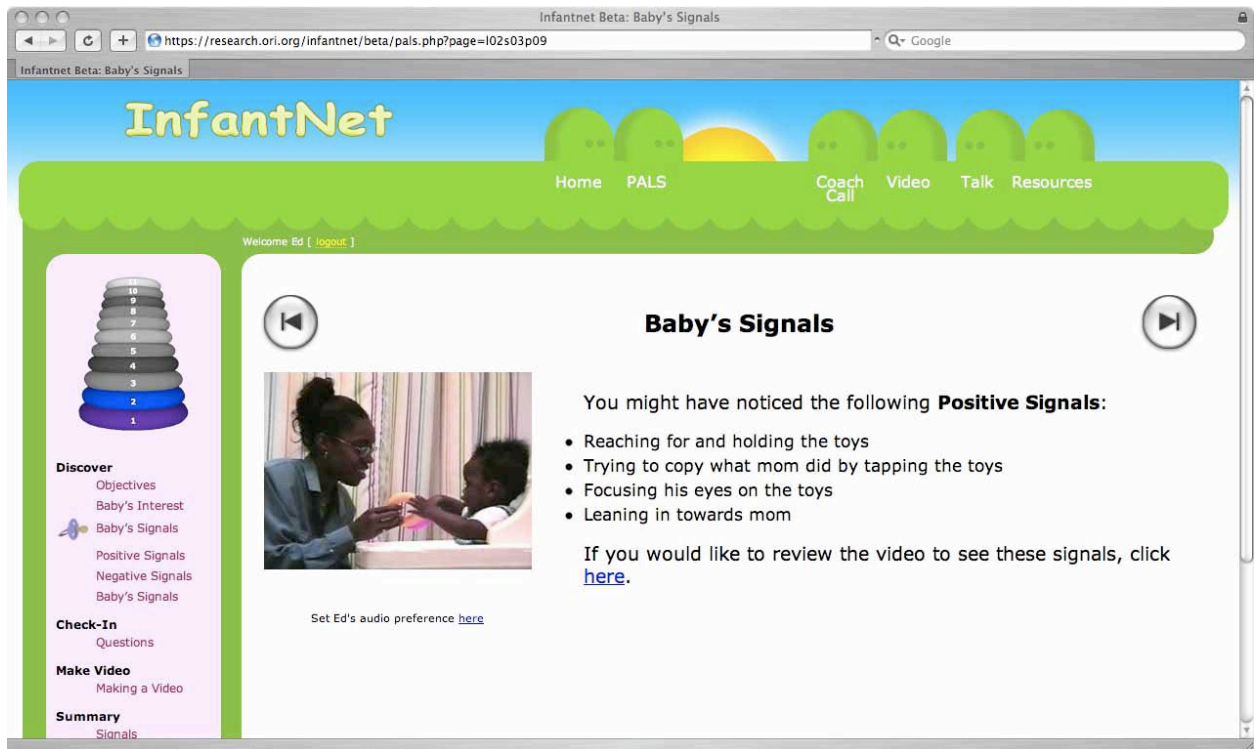 Infantnet Beta: Baby's Signals
https://research.ori.org/infantnet/beta/pals.php?page=l02s03p09
Google
Infantnet Beta: Baby's Signals
InfantNet
Home PALS Coach Call Video Talk Resources
Welcome Ed [ logout ]
11
10
9
8
7
6
5
4
3
2
1
Discover
Objectives
Baby's Interest
Baby's Signals
Positive Signals
Negative Signals
Baby's Signals
Check-In
Questions
Make Video
Making a Video
Summary
Signals
Baby's Signals
You might have noticed the following Positive Signals:
• Reaching for and holding the toys
• Trying to copy what mom did by tapping the toys
• Focusing his eyes on the toys
• Leaning in towards mom
If you would like to review the video to see these signals, click
here.
Set Ed's audio preference here